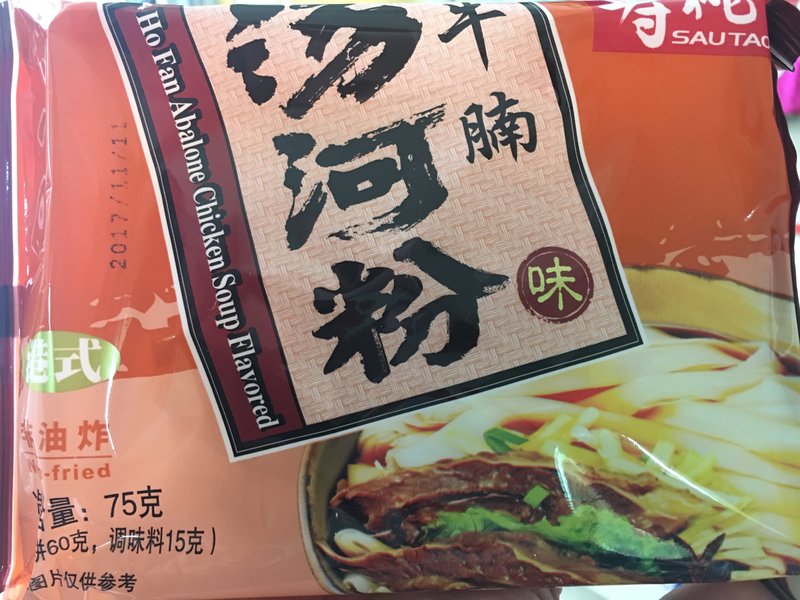 寿桃
SAUTAO
牛腩
汤河粉
味
Ho Fan Abalone Chicken Soup Flavored
2017/11/11
港式
非油炸
-fried
量：75克
饼60克，调味料15克）
图片仅供参考